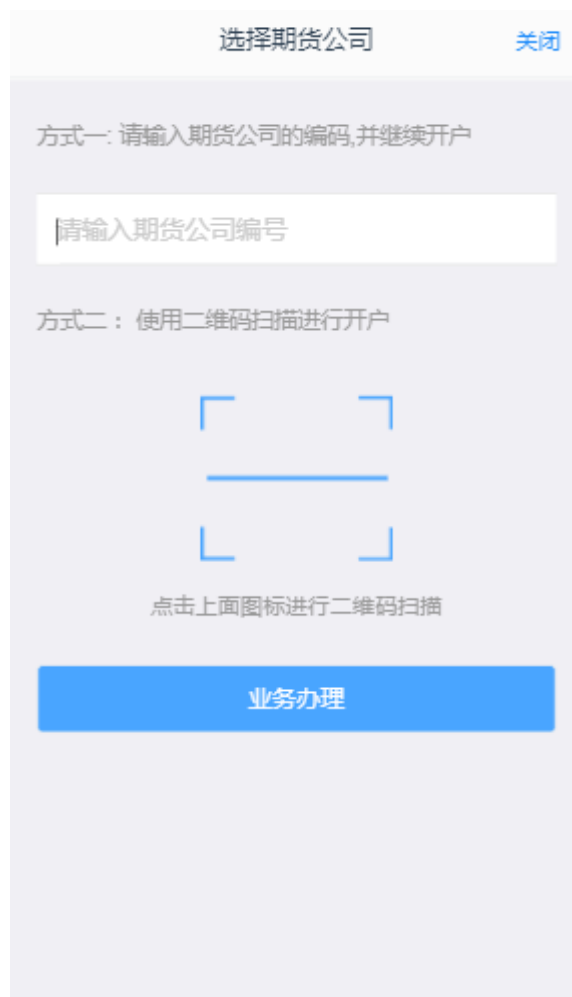 选择期货公司
关闭
方式一: 请输入期货公司的编码,并继续开户
请输入期货公司编号
方式二： 使用二维码扫描进行开户
点击上面图标进行二维码扫描
业务办理